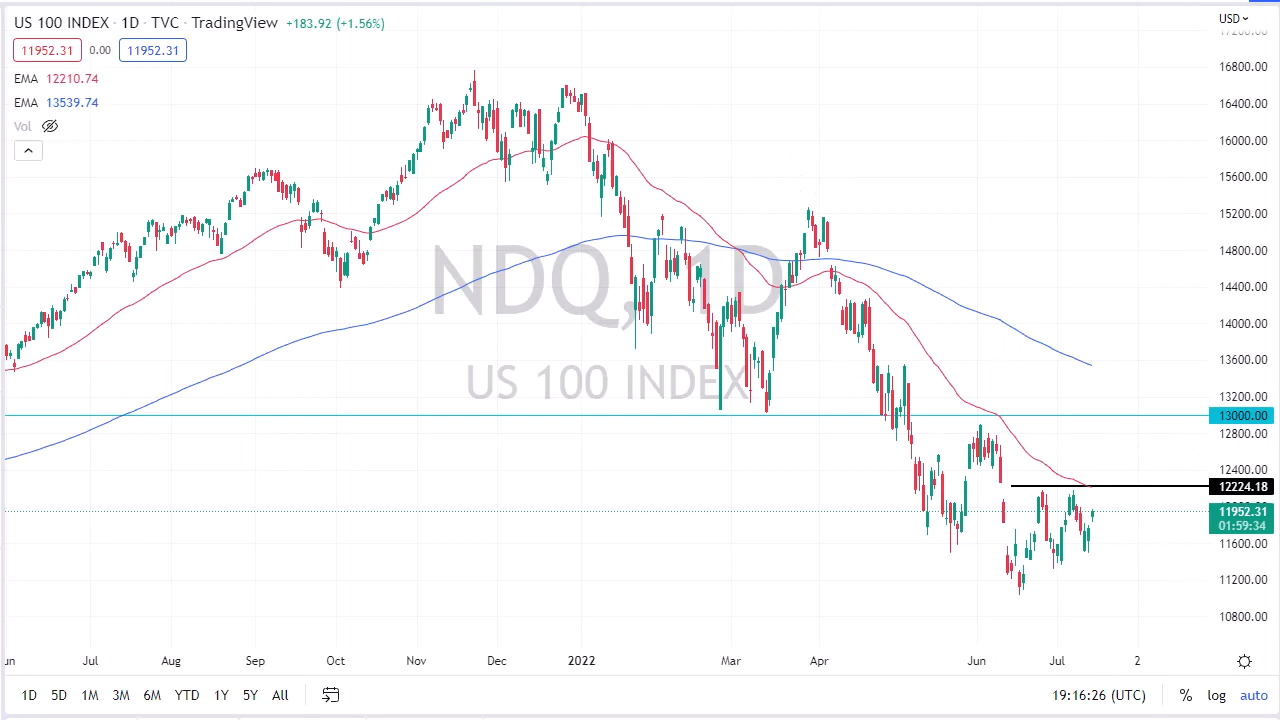 US 100 INDEX · 1D · TVC · TradingView +183.92 (+1.56%)
USD
17200.00
11952.31 0.00 11952.31
EMA 12210.74
EMA 13539.74
Vol
16800.00
16400.00
16000.00
15600.00
15200.00
14800.00
14400.00
14000.00
13600.00
13200.00
13000.00
12800.00
12400.00
12224.18
11952.31
01:59:34
11600.00
11200.00
10800.00
NDQ, 1D
US 100 INDEX
un Jul Aug Sep Oct Nov Dec 2022 Mar Apr Jun Jul 2
1D 5D 1M 3M 6M YTD 1Y 5Y All 19:16:26 (UTC) % log auto